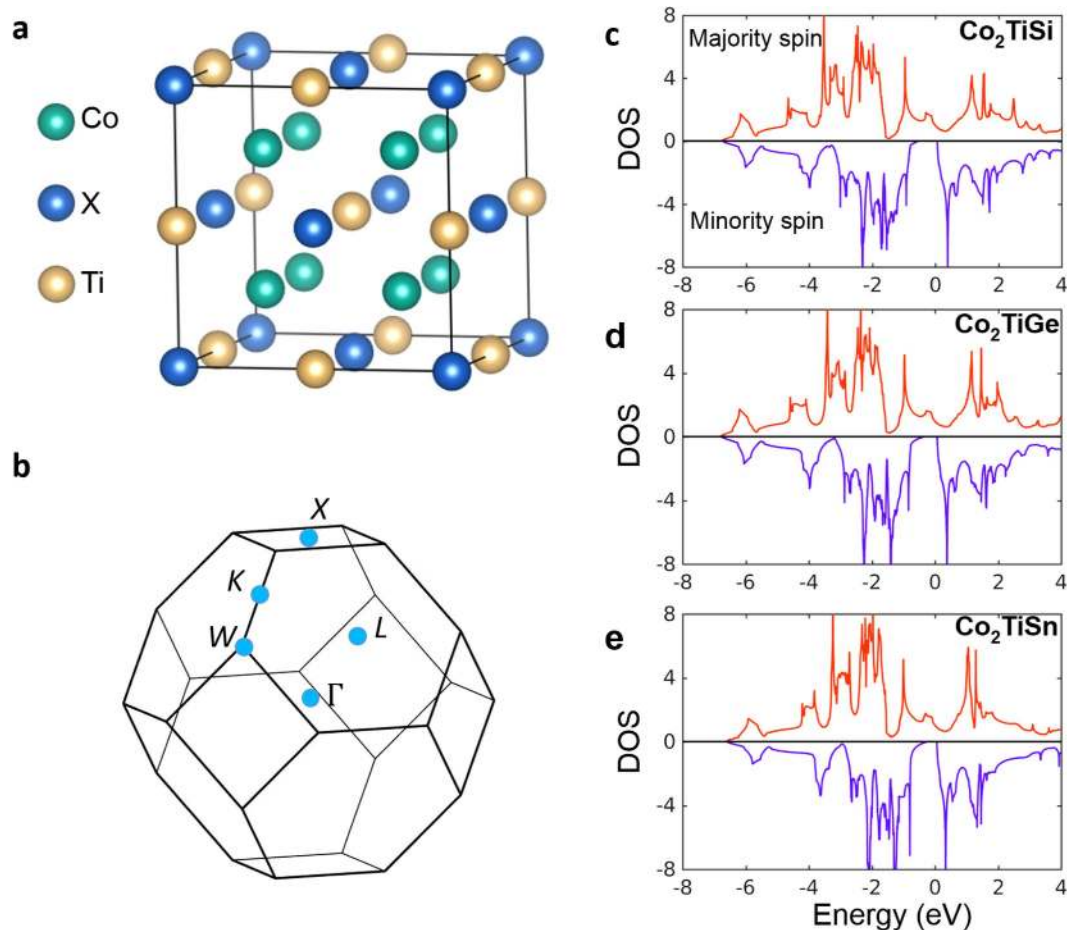 a
Co
X
Ti
b
X
K
W
L
Γ
c
Majority spin
Co₂TiSi
Minority spin
DOS
8
4
0
-4
-8
-8 -6 -4 -2 0 2 4
d
Co₂TiGe
DOS
8
4
0
-4
-8
-8 -6 -4 -2 0 2 4
e
Co₂TiSn
DOS
8
4
0
-4
-8
-8 -6 -4 -2 0 2 4
Energy (eV)